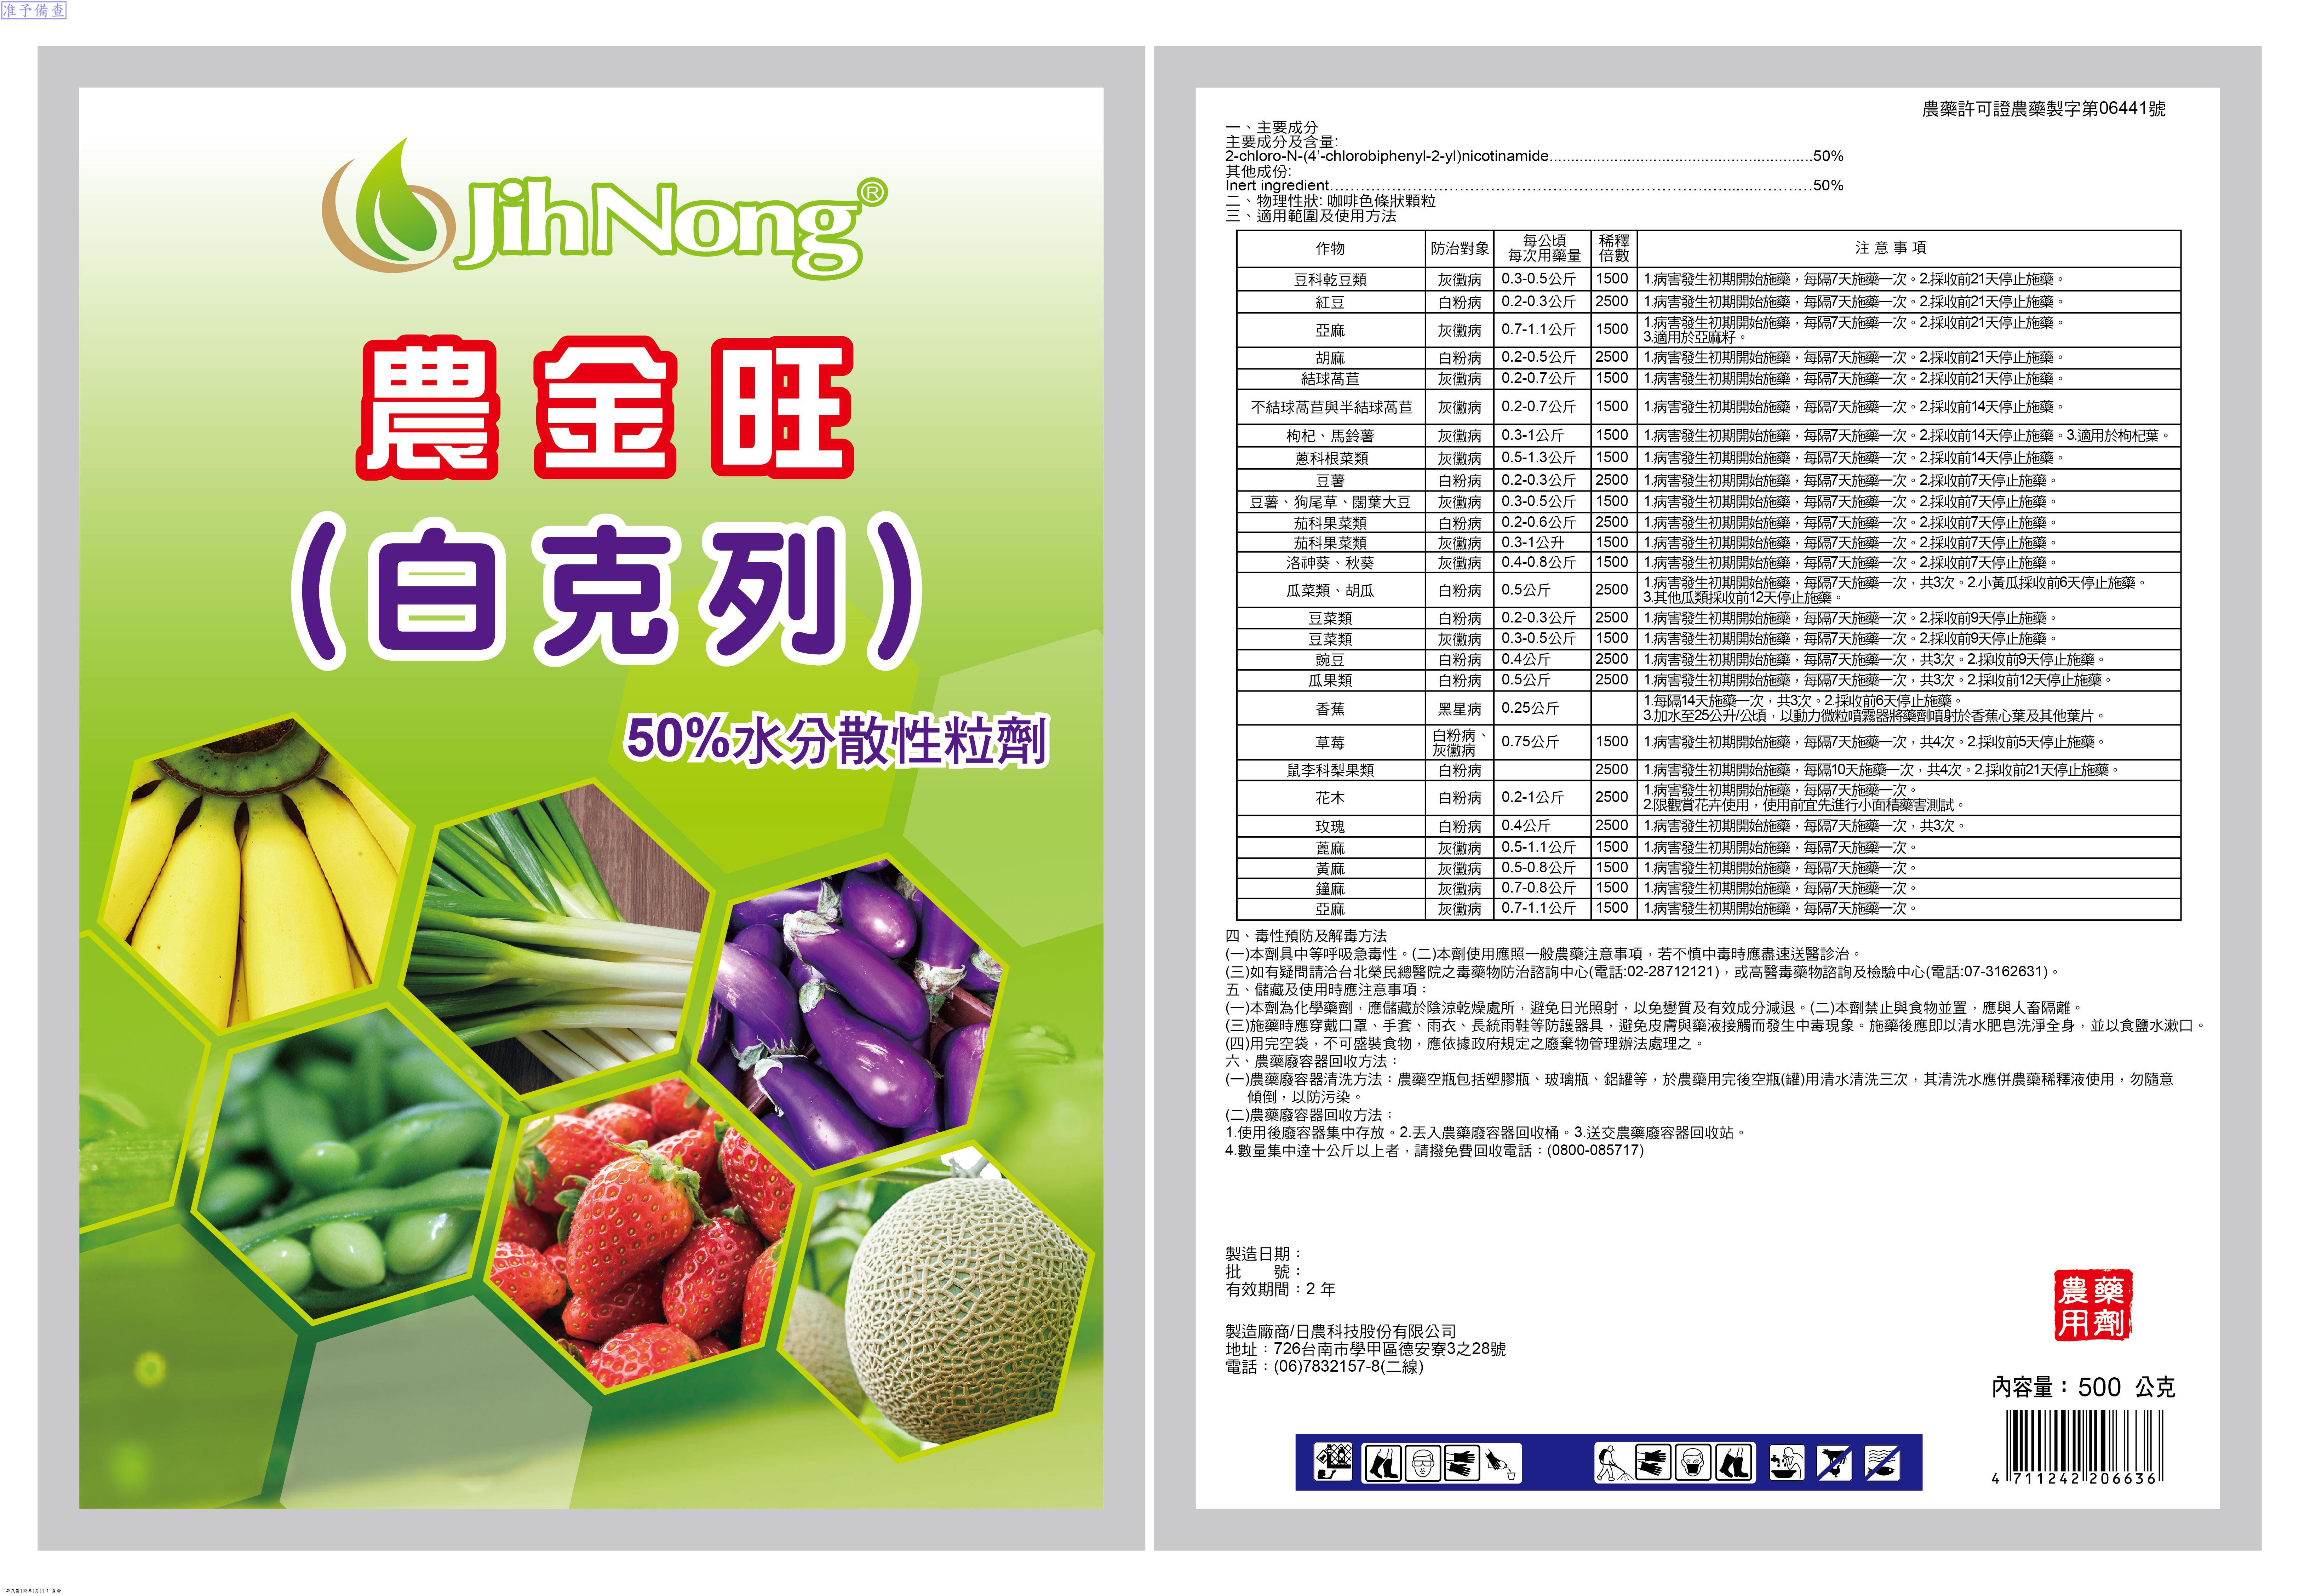 准予備查
JihNong®
農金旺
(白克列)
50%水分散性粒劑
農藥許可證農藥製字第06441號
一、主要成分
主要成分及含量:
2-chloro-N-(4'-chlorobiphenyl-2-yl)nicotinamide............................................................50%
其他成份:
Inert ingredient............................................................50%
二、物理性狀: 咖啡色條狀顆粒
三、適用範圍及使用方法
作物 防治對象 每公頃每次用藥量 稀釋倍數 注意事項
豆科乾豆類 灰黴病 0.3-0.5公斤 1500 1.病害發生初期開始施藥，每隔7天施藥一次。2.採收前21天停止施藥。
紅豆 白粉病 0.2-0.3公斤 2500 1.病害發生初期開始施藥，每隔7天施藥一次。2.採收前21天停止施藥。
亞麻 灰黴病 0.7-1.1公斤 1500 1.病害發生初期開始施藥，每隔7天施藥一次。2.採收前21天停止施藥。
3.適用於亞麻籽。
胡麻 白粉病 0.2-0.5公斤 2500 1.病害發生初期開始施藥，每隔7天施藥一次。2.採收前21天停止施藥。
結球萵苣 灰黴病 0.2-0.7公斤 1500 1.病害發生初期開始施藥，每隔7天施藥一次。2.採收前21天停止施藥。
不結球萵苣與半結球萵苣 灰黴病 0.2-0.7公斤 1500 1.病害發生初期開始施藥，每隔7天施藥一次。2.採收前14天停止施藥。
枸杞、馬鈴薯 灰黴病 0.3-1公斤 1500 1.病害發生初期開始施藥，每隔7天施藥一次。2.採收前14天停止施藥。3.適用於枸杞葉。
蔥科根菜類 灰黴病 0.5-1.3公斤 1500 1.病害發生初期開始施藥，每隔7天施藥一次。2.採收前14天停止施藥。
豆薯 白粉病 0.2-0.3公斤 2500 1.病害發生初期開始施藥，每隔7天施藥一次。2.採收前7天停止施藥。
豆薯、狗尾草、闊葉大豆 灰黴病 0.3-0.5公斤 1500 1.病害發生初期開始施藥，每隔7天施藥一次。2.採收前7天停止施藥。
茄科果菜類 白粉病 0.2-0.6公斤 2500 1.病害發生初期開始施藥，每隔7天施藥一次。2.採收前7天停止施藥。
茄科果菜類 灰黴病 0.3-1公升 1500 1.病害發生初期開始施藥，每隔7天施藥一次。2.採收前7天停止施藥。
洛神葵、秋葵 灰黴病 0.4-0.8公斤 1500 1.病害發生初期開始施藥，每隔7天施藥一次。2.採收前7天停止施藥。
瓜菜類、胡瓜 白粉病 0.5公斤 2500 1.病害發生初期開始施藥，每隔7天施藥一次，共3次。2.小黃瓜採收前6天停止施藥。
3.其他瓜類採收前12天停止施藥。
豆菜類 白粉病 0.2-0.3公斤 2500 1.病害發生初期開始施藥，每隔7天施藥一次。2.採收前9天停止施藥。
豆菜類 灰黴病 0.3-0.5公斤 1500 1.病害發生初期開始施藥，每隔7天施藥一次。2.採收前9天停止施藥。
豌豆 白粉病 0.4公斤 2500 1.病害發生初期開始施藥，每隔7天施藥一次，共3次。2.採收前9天停止施藥。
瓜果類 白粉病 0.5公斤 2500 1.病害發生初期開始施藥，每隔7天施藥一次，共3次。2.採收前12天停止施藥。
香蕉 黑星病 0.25公斤 1.每隔14天施藥一次，共3次。2.採收前6天停止施藥。
3.加水至25公升/公頃，以動力微粒噴霧器將藥劑噴射於香蕉心葉及其他葉片。
草莓 白粉病、灰黴病 0.75公斤 1500 1.病害發生初期開始施藥，每隔7天施藥一次，共4次。2.採收前5天停止施藥。
鼠李科梨果類 白粉病 2500 1.病害發生初期開始施藥，每隔10天施藥一次，共4次。2.採收前21天停止施藥。
花木 白粉病 0.2-1公斤 2500 1.病害發生初期開始施藥，每隔7天施藥一次。
2.限觀賞花卉使用，使用前宜先進行小面積藥害測試。
玫瑰 白粉病 0.4公斤 2500 1.病害發生初期開始施藥，每隔7天施藥一次，共3次。
蓖麻 灰黴病 0.5-1.1公斤 1500 1.病害發生初期開始施藥，每隔7天施藥一次。
黃麻 灰黴病 0.5-0.8公斤 1500 1.病害發生初期開始施藥，每隔7天施藥一次。
鐘麻 灰黴病 0.7-0.8公斤 1500 1.病害發生初期開始施藥，每隔7天施藥一次。
亞麻 灰黴病 0.7-1.1公斤 1500 1.病害發生初期開始施藥，每隔7天施藥一次。
四、毒性預防及解毒方法
(一)本劑具中等呼吸急毒性。(二)本劑使用應照一般農藥注意事項，若不慎中毒時應盡速送醫診治。
(三)如有疑問請洽台北榮民總醫院之毒藥物防治諮詢中心(電話:02-28712121)，或高醫毒藥物諮詢及檢驗中心(電話:07-3162631)。
五、儲藏及使用時應注意事項：
(一)本劑為化學藥劑，應儲藏於陰涼乾燥處所，避免日光照射，以免變質及有效成分減退。(二)本劑禁止與食物並置，應與人畜隔離。
(三)施藥時應穿戴口罩、手套、雨衣、長統雨鞋等防護器具，避免皮膚與藥液接觸而發生中毒現象。施藥後應即以清水肥皂洗淨全身，並以食鹽水漱口。
(四)用完空袋，不可盛裝食物，應依據政府規定之廢棄物管理辦法處理之。
六、農藥廢容器回收方法：
(一)農藥廢容器清洗方法：農藥空瓶包括塑膠瓶、玻璃瓶、鋁罐等，於農藥用完後空瓶(罐)用清水清洗三次，其清洗水應併農藥稀釋液使用，勿隨意
傾倒，以防污染。
(二)農藥廢容器回收方法：
1.使用後廢容器集中存放。2.丟入農藥廢容器回收桶。3.送交農藥廢容器回收站。
4.數量集中達十公斤以上者，請撥免費回收電話：(0800-085717)
製造日期：
批　　號：
有效期間：2 年
製造廠商/日農科技股份有限公司
地址：726台南市學甲區德安寮3之28號
電話：(06)7832157-8(二線)
農藥
用劑
內容量：500 公克
4 711242 206636